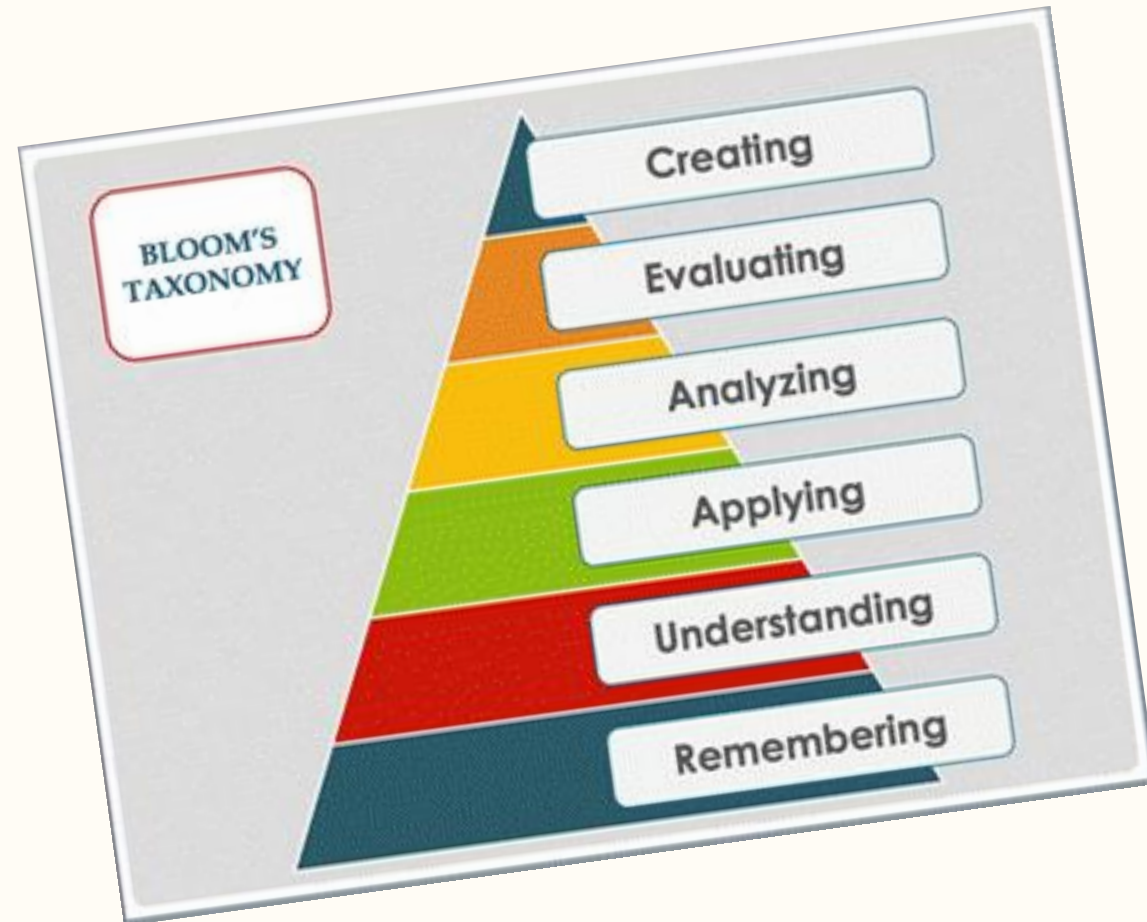 BLOOM'S
TAXONOMY
Creating
Evaluating
Analyzing
Applying
Understanding
Remembering